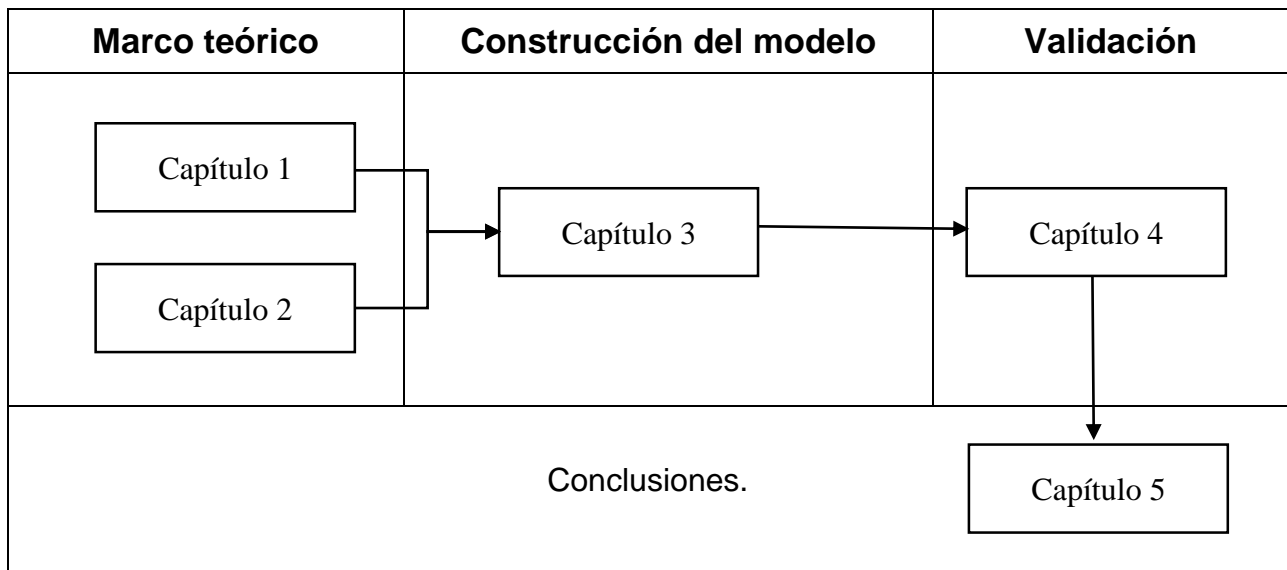 Marco teórico
Construcción del modelo
Validación
Capítulo 1
Capítulo 2
Capítulo 3
Capítulo 4
Conclusiones.
Capítulo 5